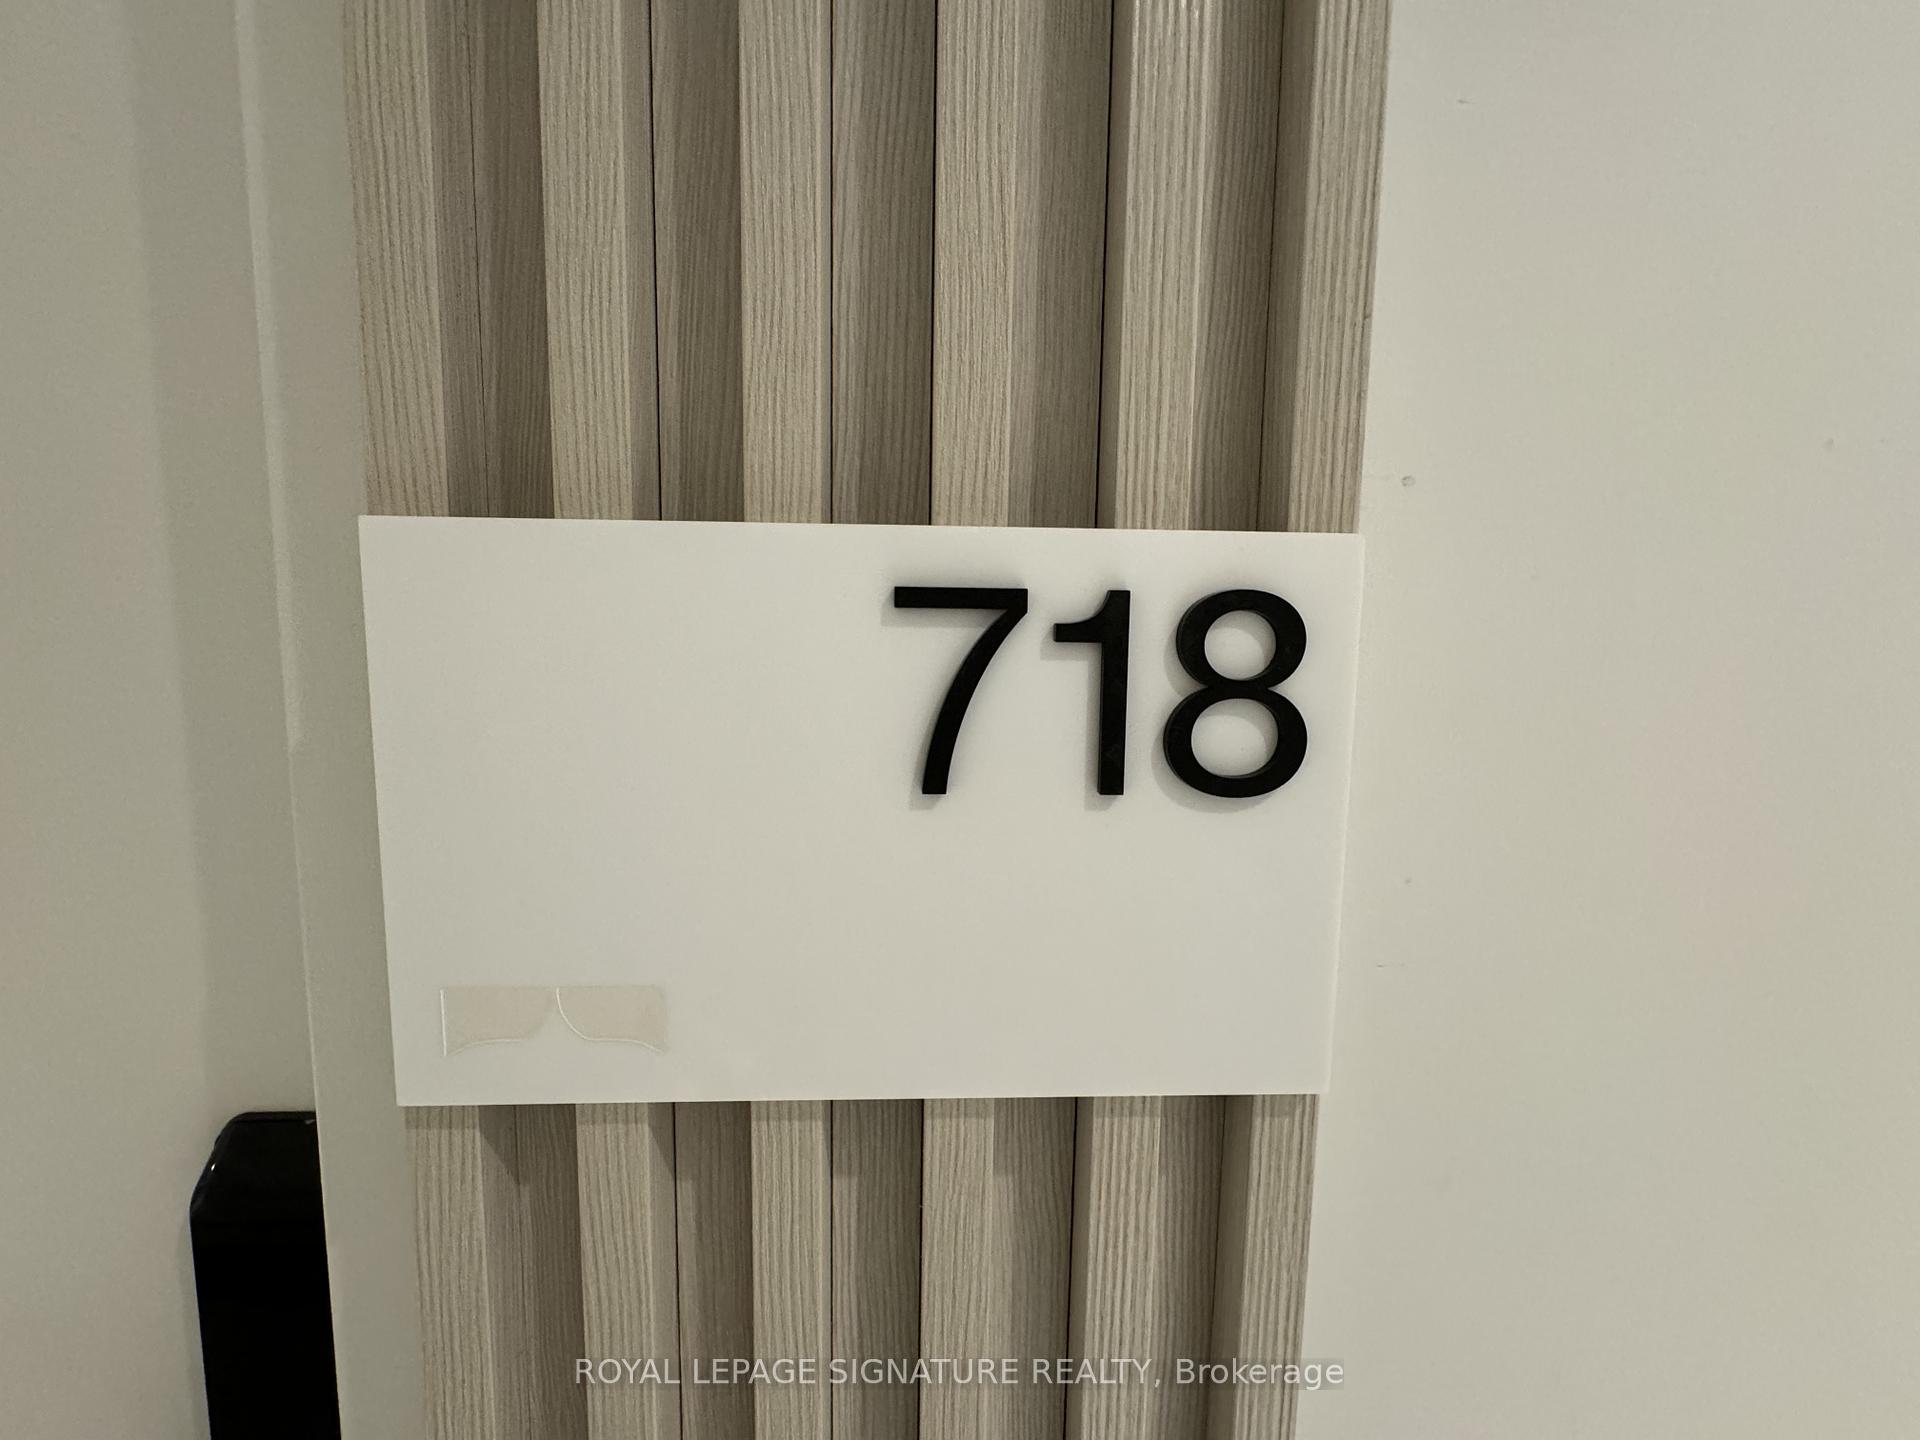 718
ROYAL LEPAGE SIGNATURE REALTY, Brokerage